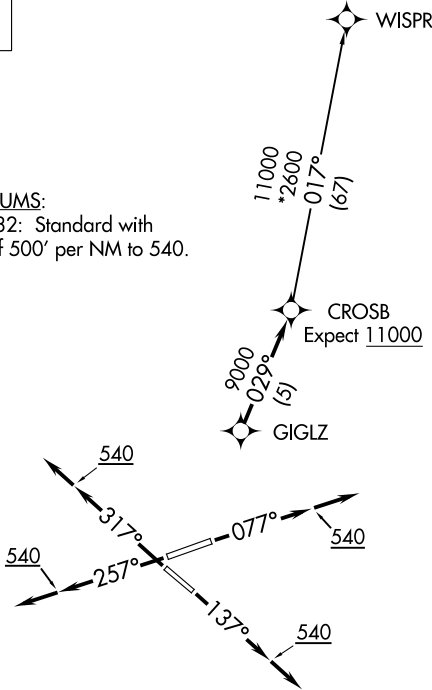 WISPR
11000
*2600
017°
(67)
UMS:
32: Standard with
f 500' per NM to 540.
CROSB
Expect 11000
9000
029°
(5)
GIGLZ
540
317°
077°
540
540
257°
137°
540